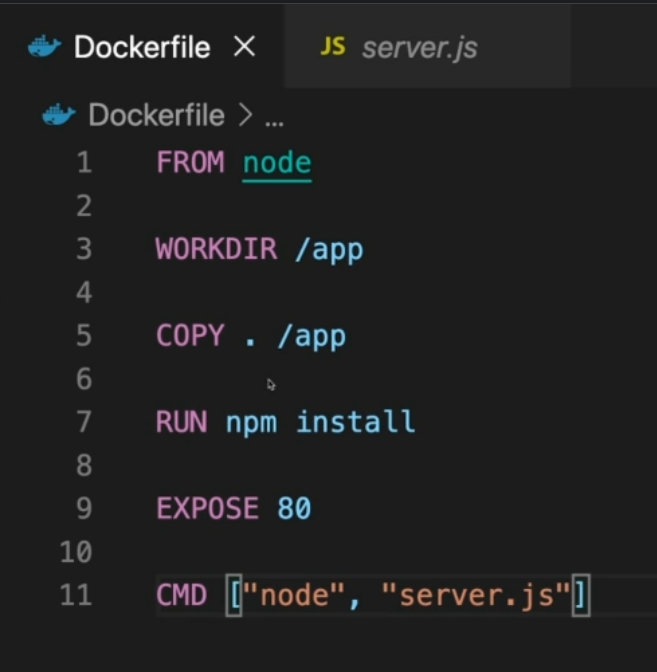 Dockerfile JS server.js
Dockerfile > ...
1 FROM node
2
3 WORKDIR /app
4
5 COPY . /app
6
7 RUN npm install
8
9 EXPOSE 80
10
11 CMD ["node", "server.js"]